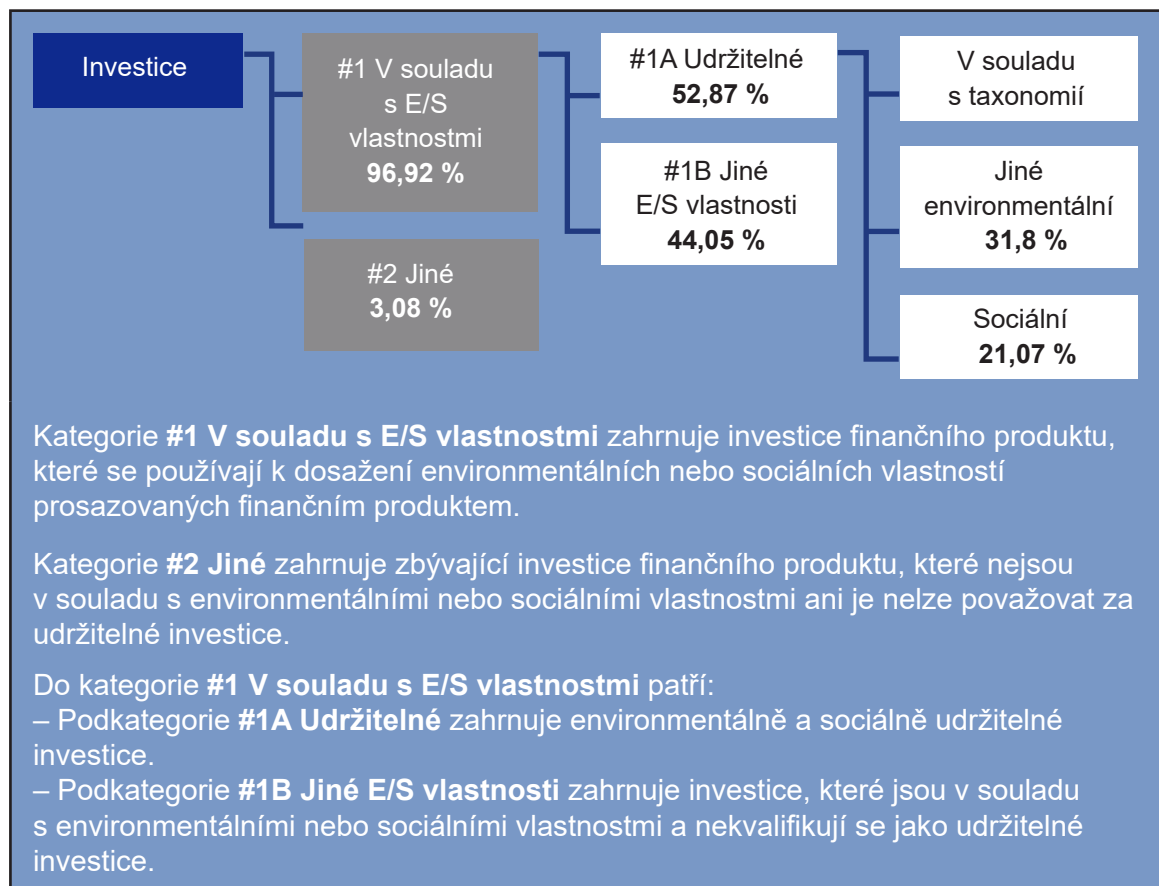 Investice
#1 V souladu
s E/S
vlastnostmi
96,92 %
#2 Jiné
3,08 %
#1A Udržitelné
52,87 %
#1B Jiné
E/S vlastnosti
44,05 %
V souladu
s taxonomií
Jiné
environmentální
31,8 %
Sociální
21,07 %
Kategorie #1 V souladu s E/S vlastnostmi zahrnuje investice finančního produktu,
které se používají k dosažení environmentálních nebo sociálních vlastností
prosazovaných finančním produktem.
Kategorie #2 Jiné zahrnuje zbývající investice finančního produktu, které nejsou
v souladu s environmentálními nebo sociálními vlastnostmi ani je nelze považovat za
udržitelné investice.
Do kategorie #1 V souladu s E/S vlastnostmi patří:
– Podkategorie #1A Udržitelné zahrnuje environmentálně a sociálně udržitelné
investice.
– Podkategorie #1B Jiné E/S vlastnosti zahrnuje investice, které jsou v souladu
s environmentálními nebo sociálními vlastnostmi a nekvalifikují se jako udržitelné
investice.